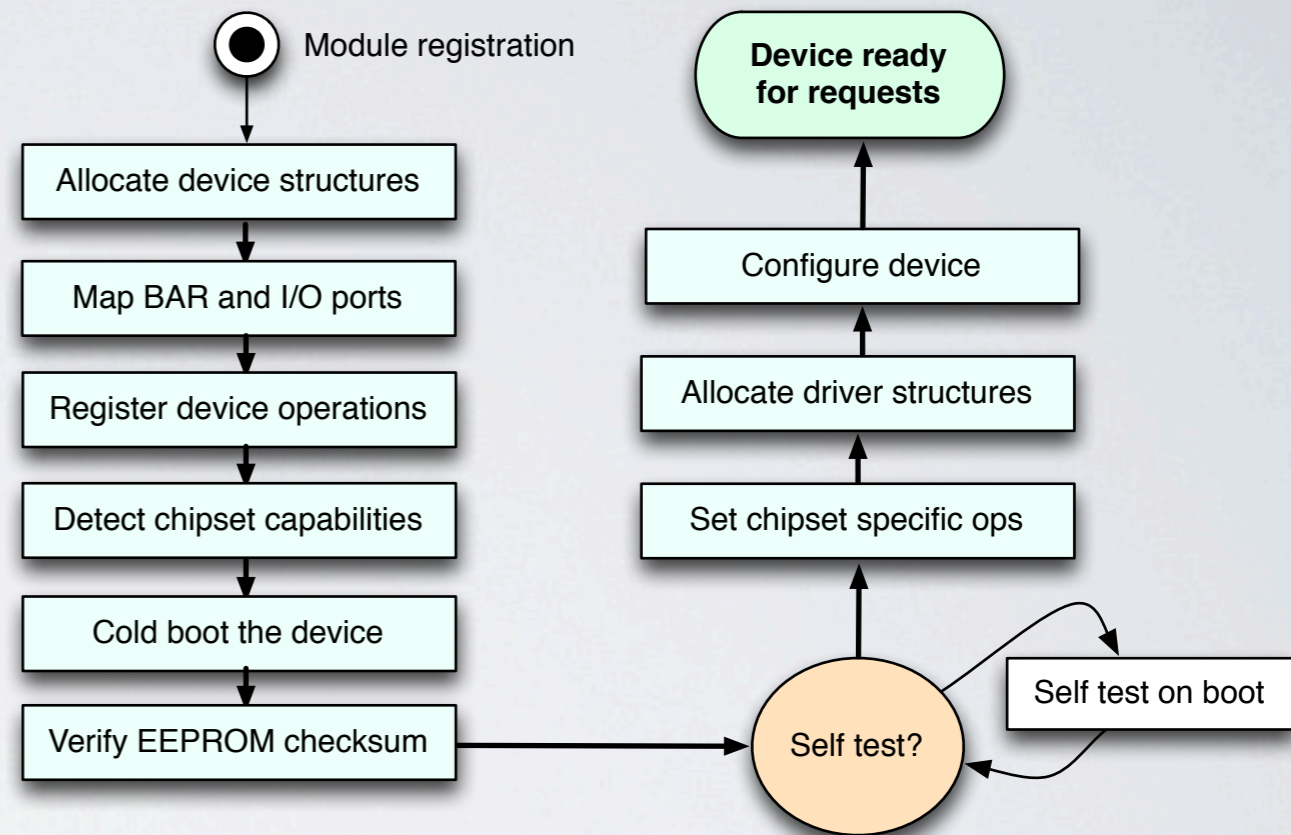 Module registration
Allocate device structures
Map BAR and I/O ports
Register device operations
Detect chipset capabilities
Cold boot the device
Verify EEPROM checksum
Self test?
Self test on boot
Set chipset specific ops
Allocate driver structures
Configure device
Device ready
for requests